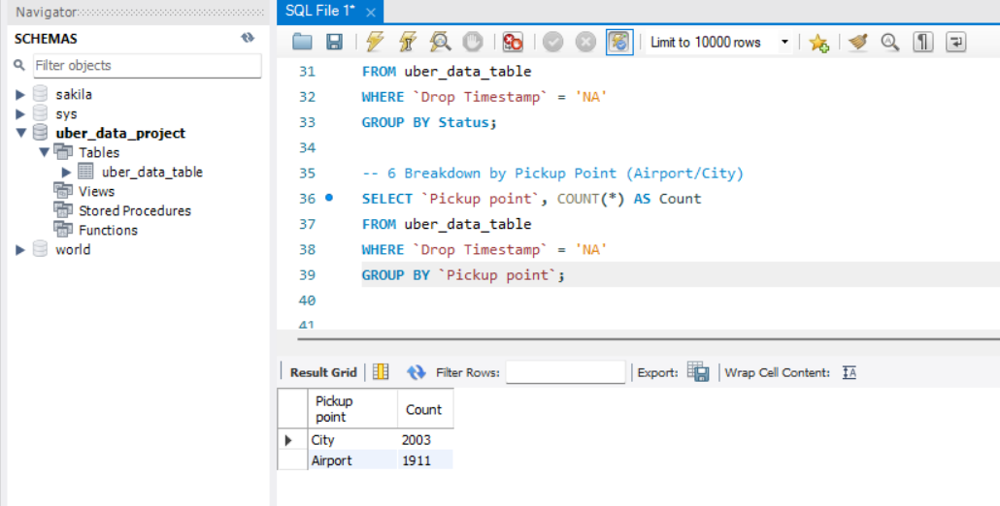 Navigator
SCHEMAS
Filter objects
sakila
sys
uber_data_project
Tables
uber_data_table
Views
Stored Procedures
Functions
world
SQL File 1* ×
Limit to 10000 rows
31 FROM uber_data_table
32 WHERE `Drop Timestamp` = 'NA'
33 GROUP BY Status;
34
35 -- 6 Breakdown by Pickup Point (Airport/City)
36 SELECT `Pickup point`, COUNT(*) AS Count
37 FROM uber_data_table
38 WHERE `Drop Timestamp` = 'NA'
39 GROUP BY `Pickup point`;
40
41
Result Grid Filter Rows: Export: Wrap Cell Content:
Pickup
point Count
City 2003
Airport 1911